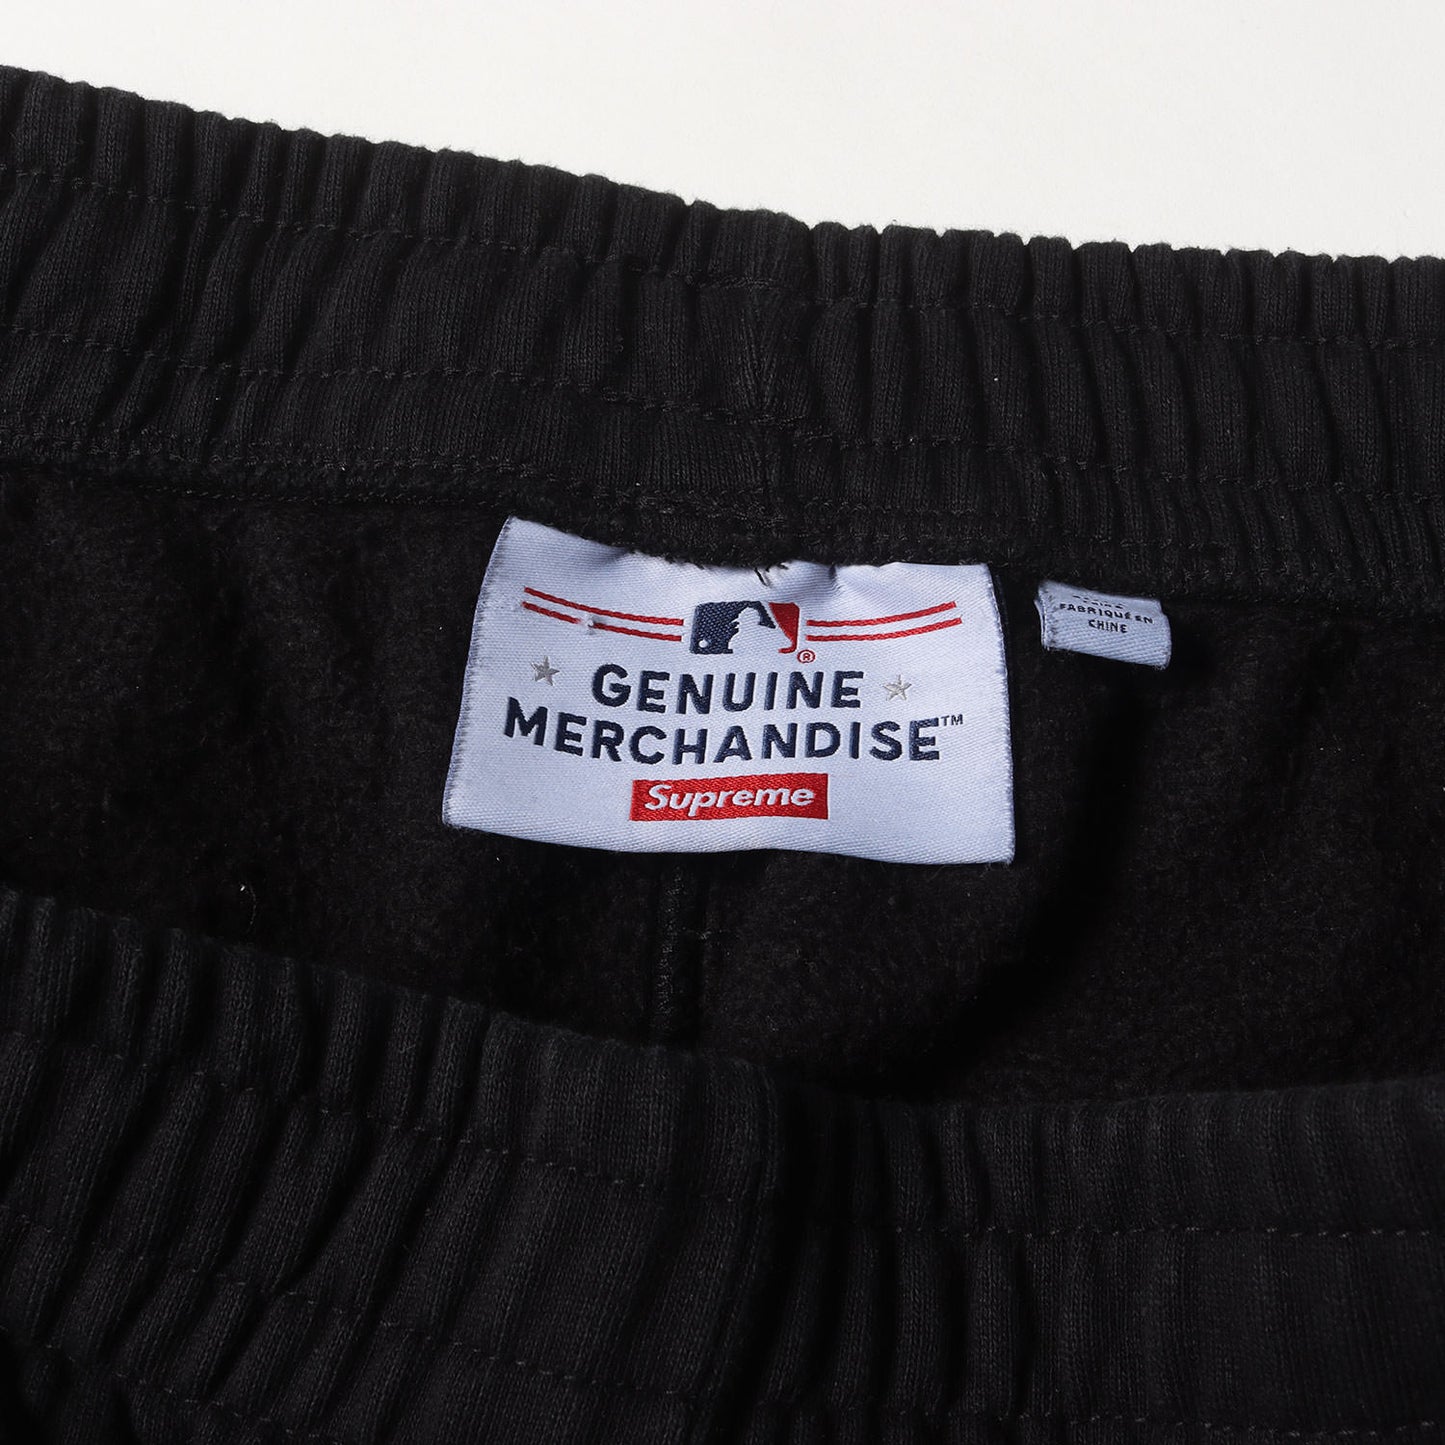 ®
GENUINE
MERCHANDISE™
Supreme
FABRIQUÉ EN
CHINE